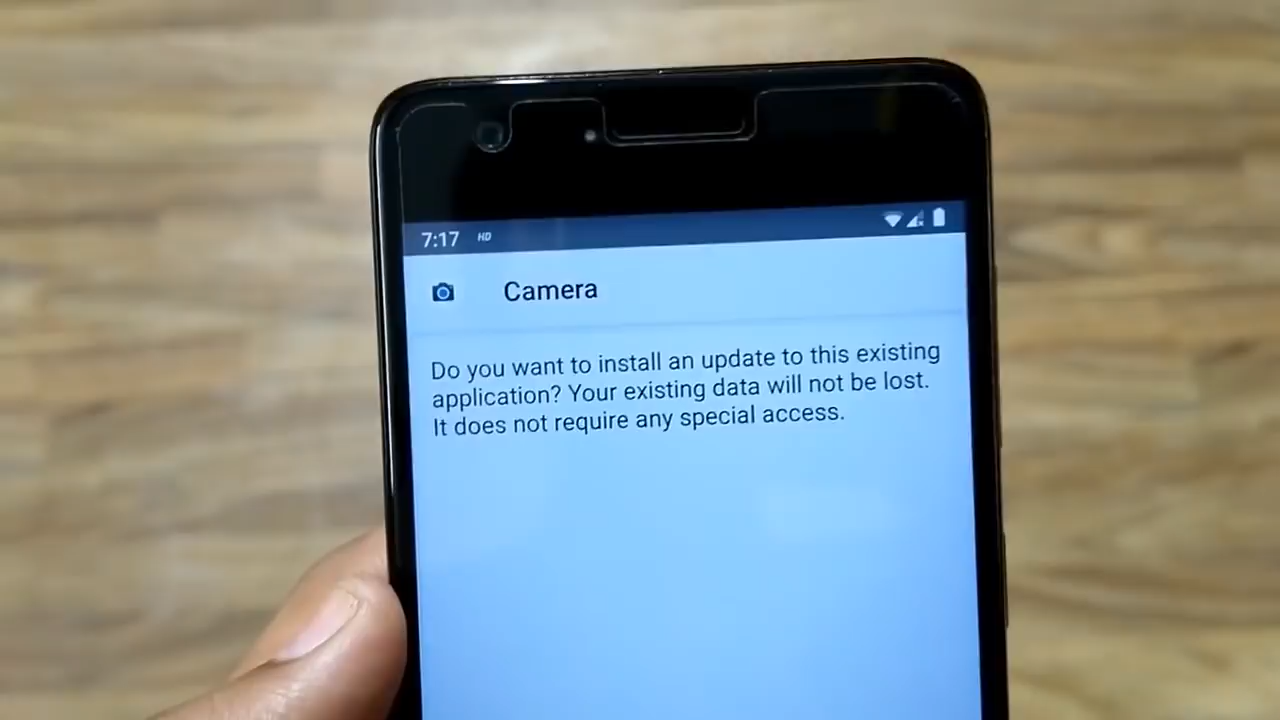 7:17 HD
Camera
Do you want to install an update to this existing
application? Your existing data will not be lost.
It does not require any special access.